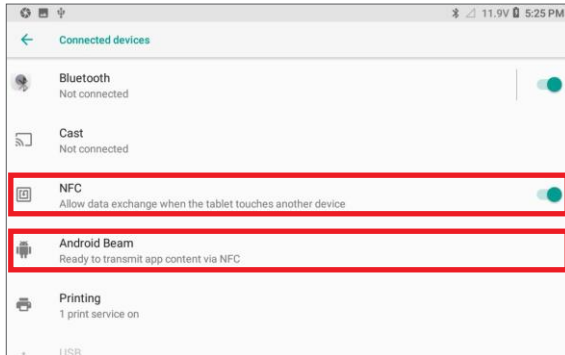 11.9V 5:25 PM
Connected devices
Bluetooth
Not connected
Cast
Not connected
NFC
Allow data exchange when the tablet touches another device
Android Beam
Ready to transmit app content via NFC
Printing
1 print service on
USB